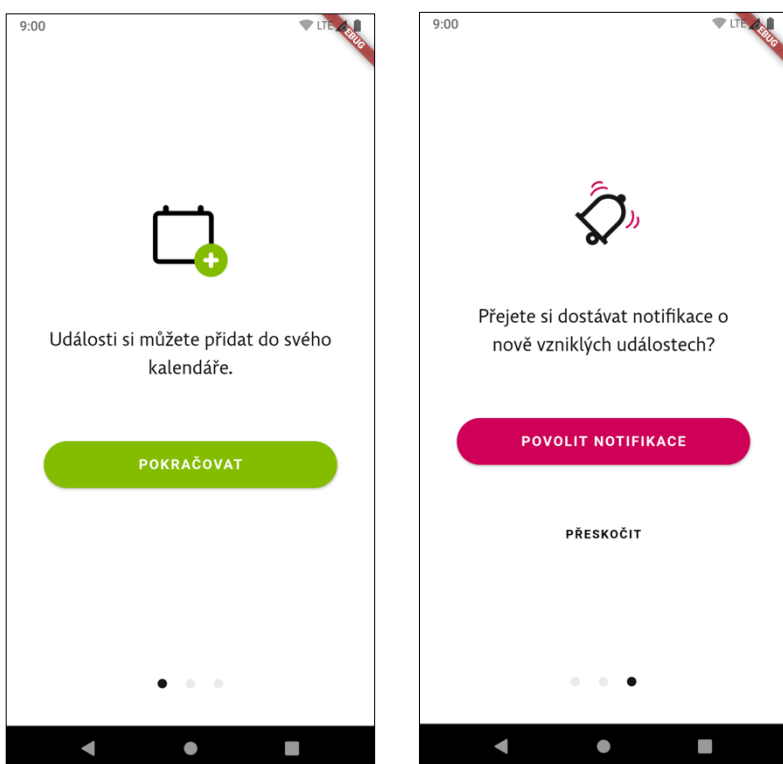 9:00
LTE
Události si můžete přidat do svého
kalendáře.
POKRAČOVAT
9:00
LTE
Přejete si dostávat notifikace o
nově vzniklých událostech?
POVOLIT NOTIFIKACE
PŘESKOČIT